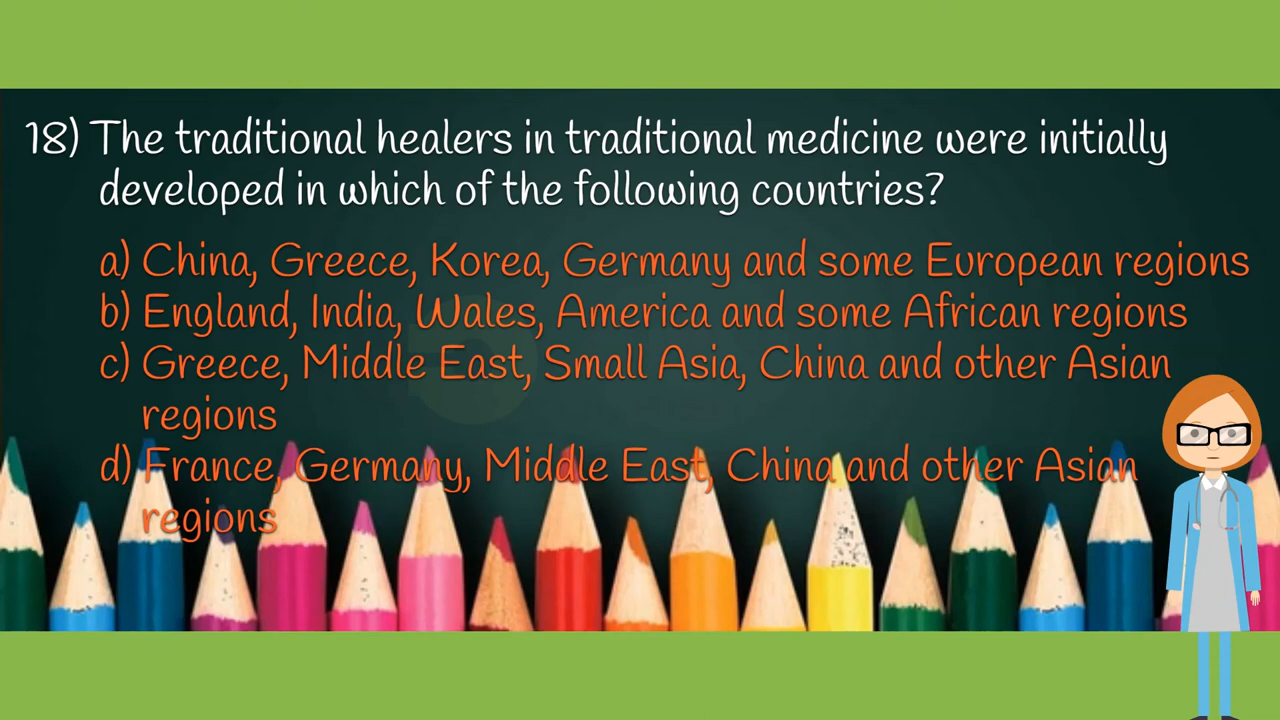 18) The traditional healers in traditional medicine were initially
developed in which of the following countries?
a) China, Greece, Korea, Germany and some European regions
b) England, India, Wales, America and some African regions
c) Greece, Middle East, Small Asia, China and other Asian
regions
d) France, Germany, Middle East, China and other Asian
regions